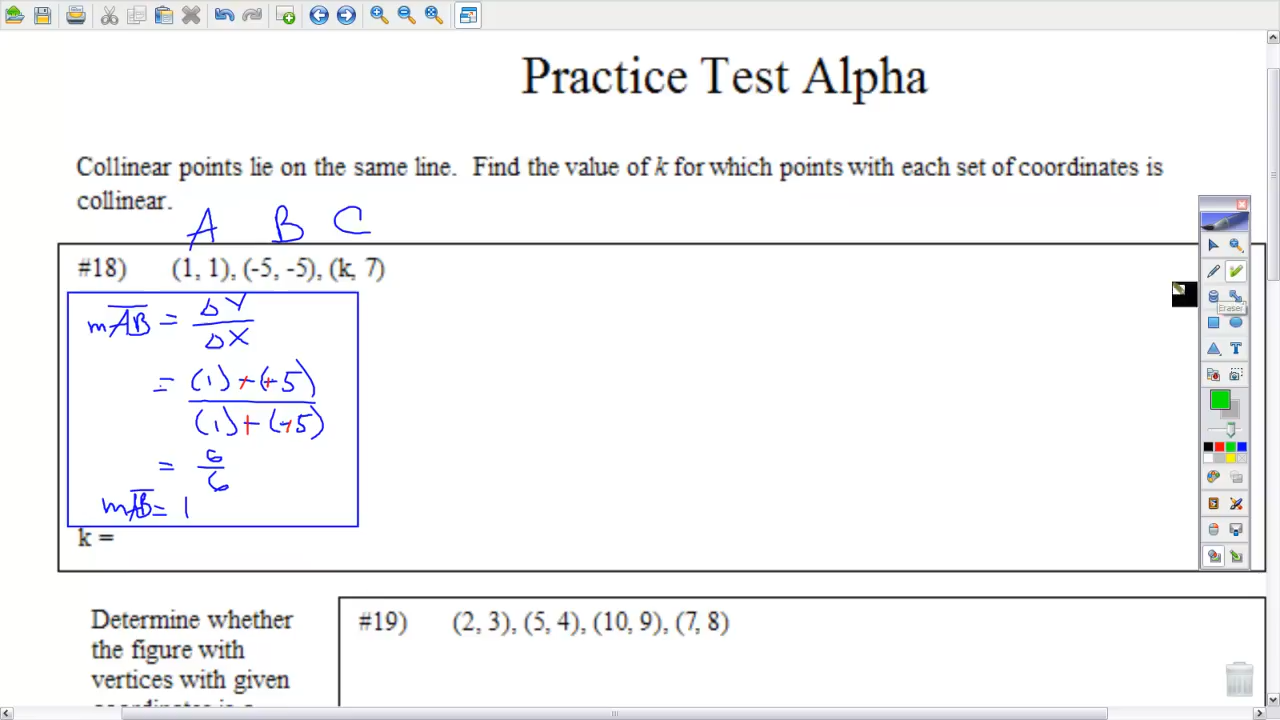 Practice Test Alpha
Collinear points lie on the same line. Find the value of k for which points with each set of coordinates is
collinear.
A B C
#18) (1, 1), (-5, -5), (k, 7)
mAB = ΔY
ΔX
= (1) - (+5)
(1) + (+5)
= 6
6
mAB = 1
k =
Eraser
Determine whether
the figure with
vertices with given
coordinates is a
#19) (2, 3), (5, 4), (10, 9), (7, 8)
T